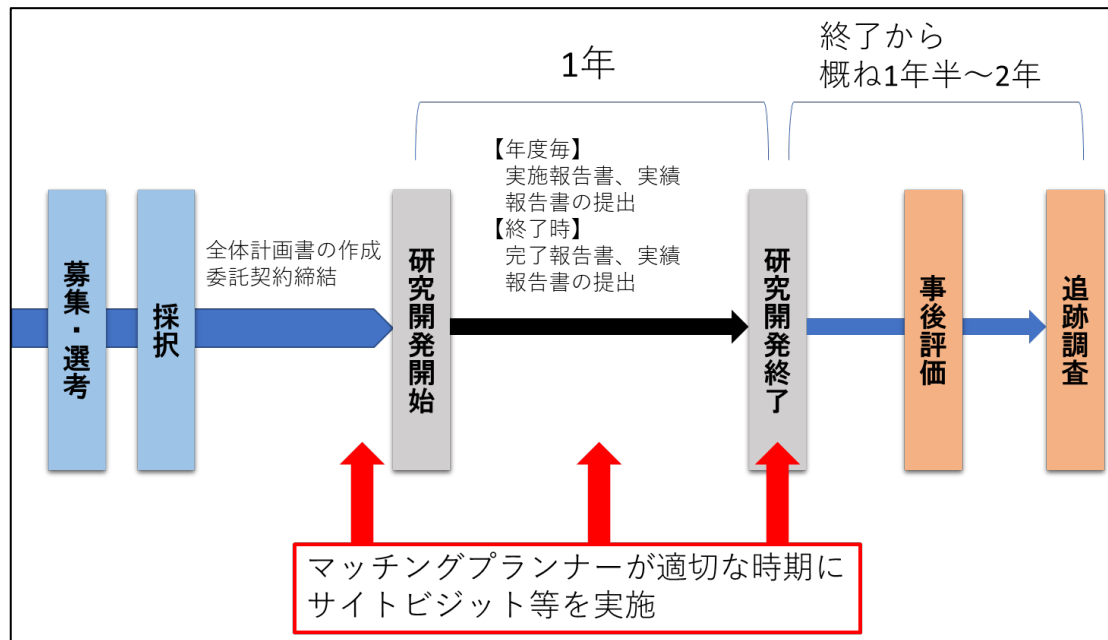 1年
終了から
概ね1年半～2年
【年度毎】
実施報告書、実績
報告書の提出
【終了時】
完了報告書、実績
報告書の提出
募集・選考
採択
全体計画書の作成
委託契約締結
研究開発開始
研究開発終了
事後評価
追跡調査
マッチングプランナーが適切な時期に
サイトビジット等を実施